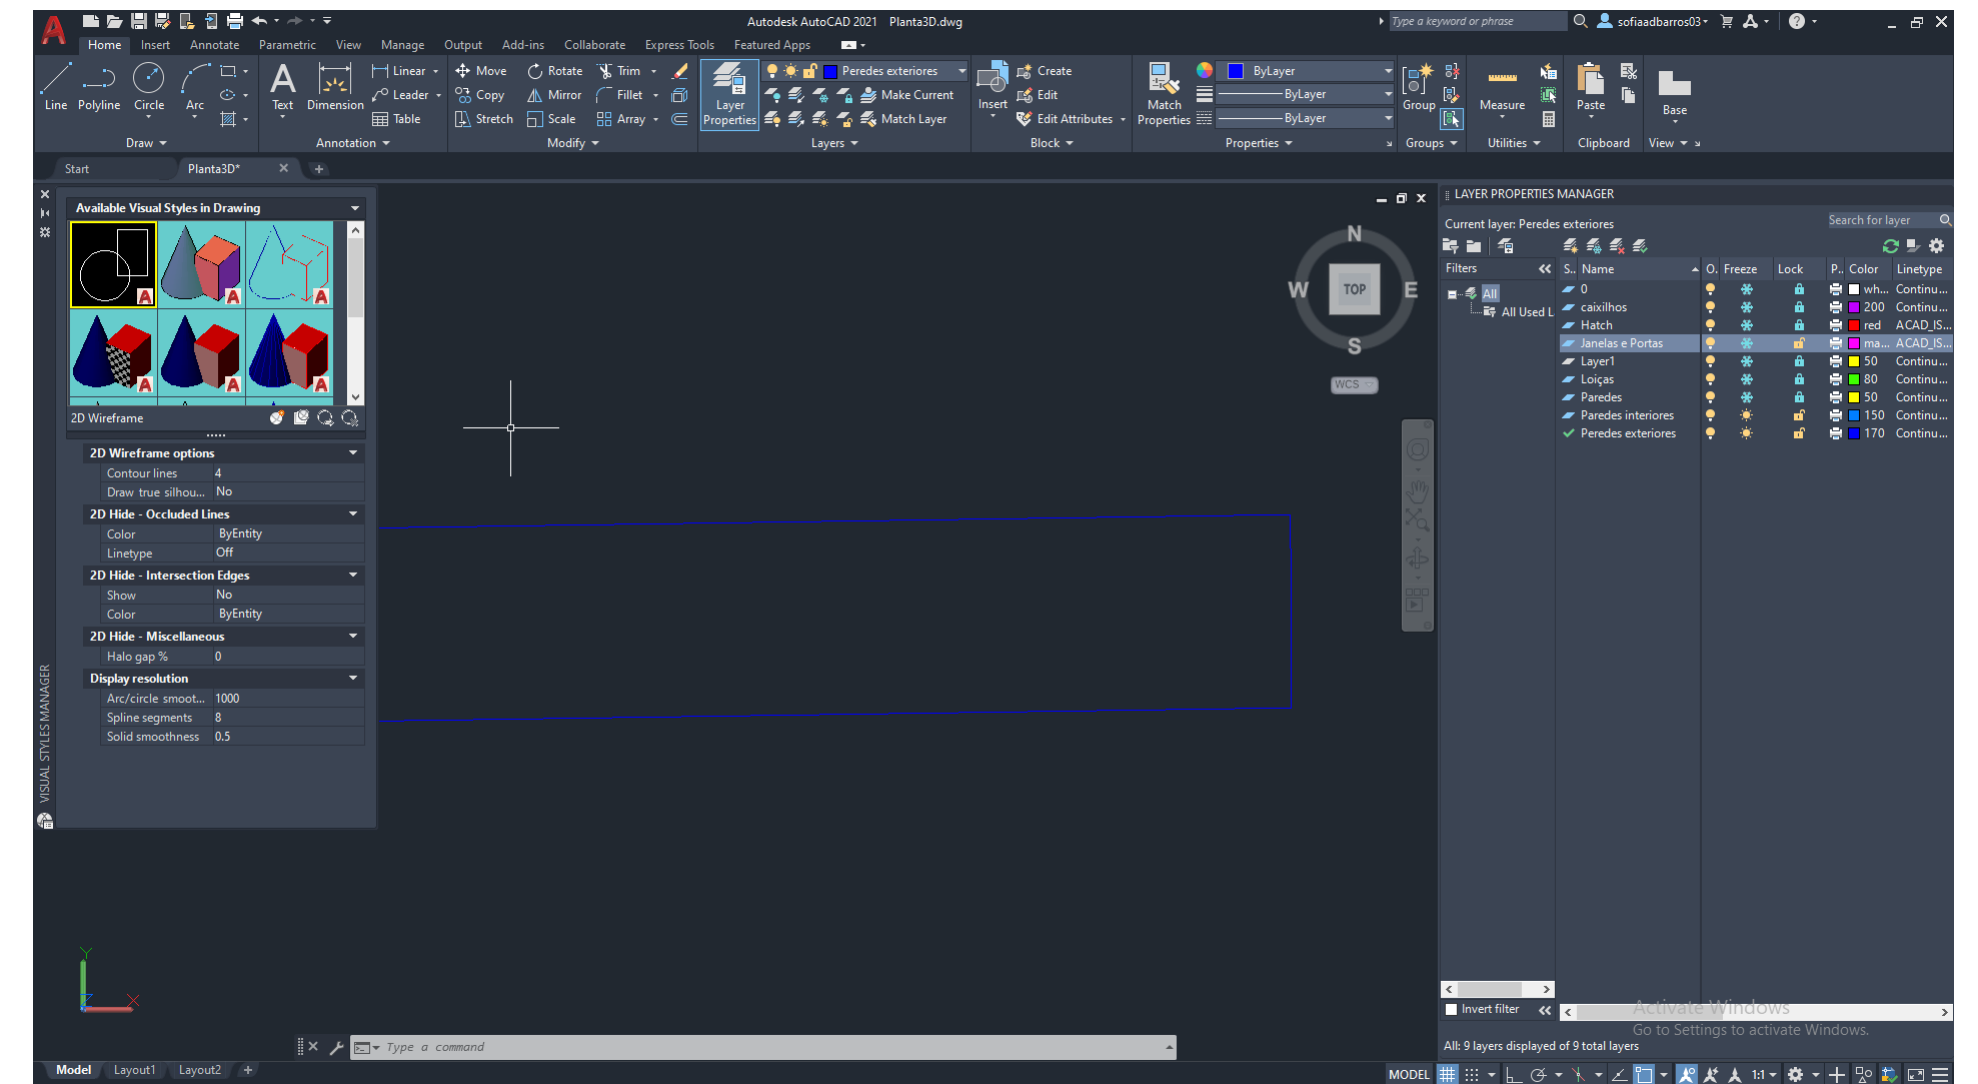 Autodesk AutoCAD 2021 Planta3D.dwg
Type a keyword or phrase
sofiaadbarros03
Home Insert Annotate Parametric View Manage Output Add-ins Collaborate Express Tools Featured Apps
Line Polyline Circle Arc
Draw
Text Dimension
Linear
Leader
Table
Annotation
Move Rotate Trim
Copy Mirror Fillet
Stretch Scale Array
Modify
Layer Properties
Peredes exteriores
Make Current
Match Layer
Layers
Insert
Create
Edit
Edit Attributes
Block
Match Properties
ByLayer
ByLayer
ByLayer
Properties
Group
Groups
Measure
Utilities
Paste
Clipboard
Base
View
Start Planta3D*
Available Visual Styles in Drawing
2D Wireframe
2D Wireframe options
Contour lines 4
Draw true silhou... No
2D Hide - Occluded Lines
Color ByEntity
Linetype Off
2D Hide - Intersection Edges
Show No
Color ByEntity
2D Hide - Miscellaneous
Halo gap % 0
Display resolution
Arc/circle smoot... 1000
Spline segments 8
Solid smoothness 0.5
VISUAL STYLES MANAGER
N
W TOP E
S
WCS
Y
Z X
LAYER PROPERTIES MANAGER
Current layer: Peredes exteriores
Search for layer
Filters
All
All Used L
S.. Name O. Freeze Lock P.. Color Linetype
0 wh... Continu...
caixilhos 200 Continu...
Hatch red ACAD_IS...
Janelas e Portas ma... ACAD_IS...
Layer1 50 Continu...
Loiças 80 Continu...
Paredes 50 Continu...
Paredes interiores 150 Continu...
Peredes exteriores 170 Continu...
Invert filter
Activate Windows
Go to Settings to activate Windows.
All: 9 layers displayed of 9 total layers
Type a command
Model Layout1 Layout2
MODEL 1:1